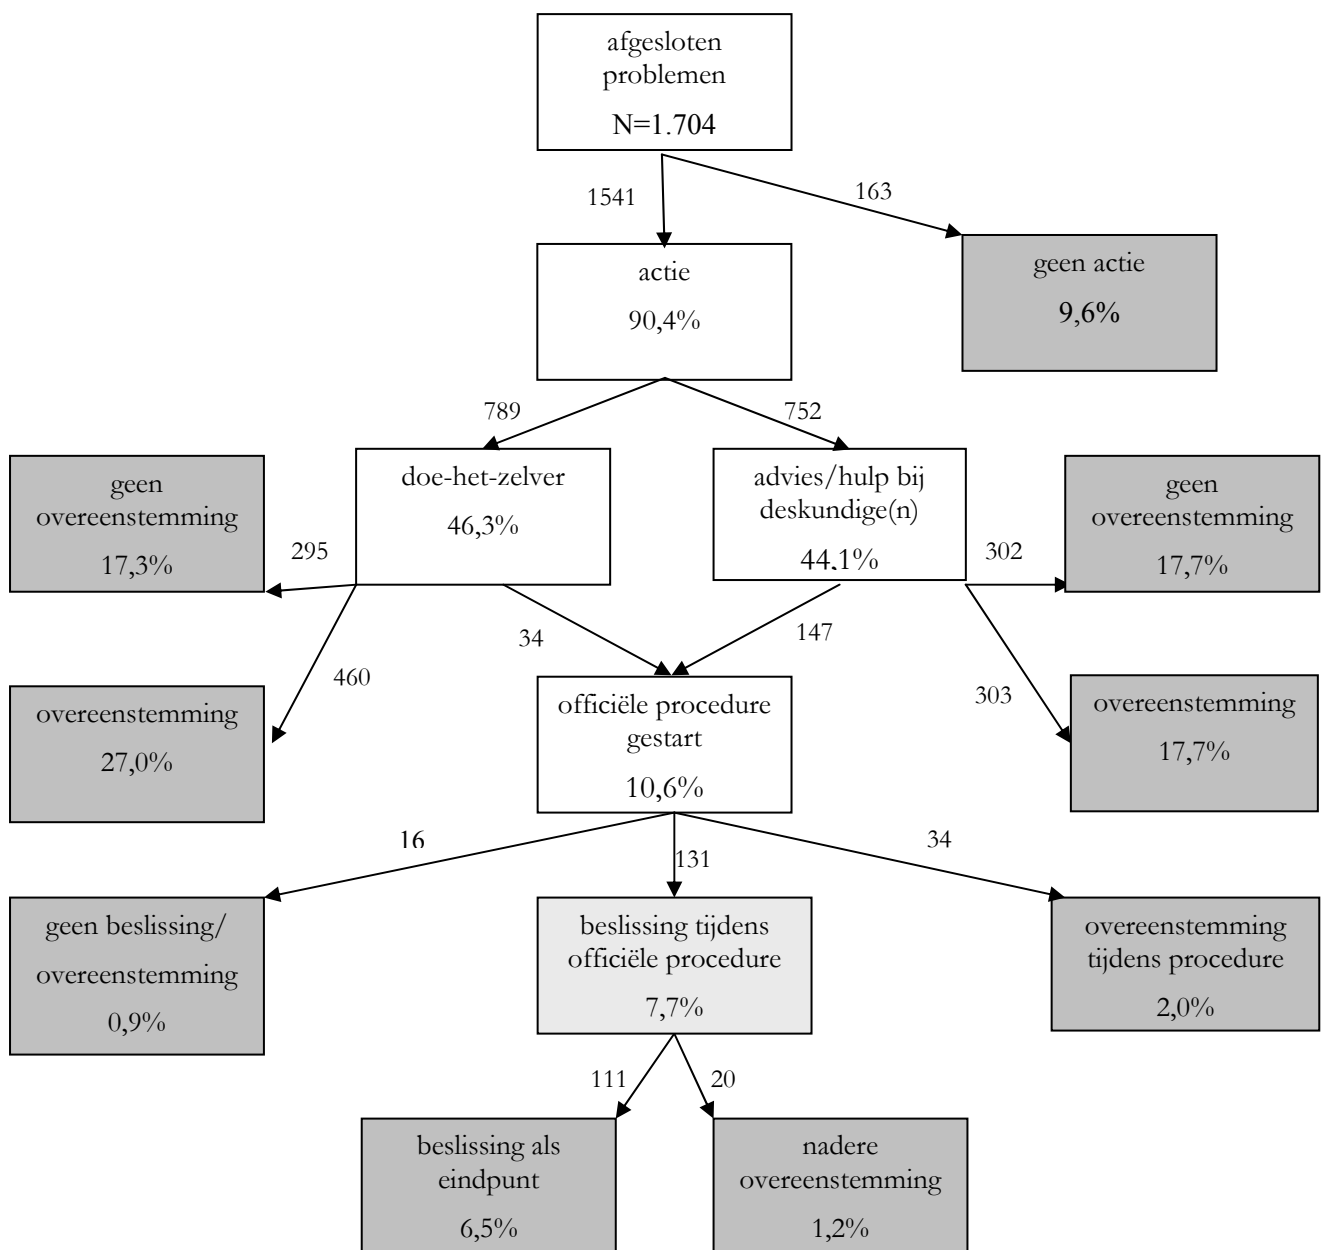 afgesloten
problemen
N=1.704
1541
163
actie
90,4%
geen actie
9,6%
789
752
geen
overeenstemming
17,3%
295
doe-het-zelver
46,3%
advies/hulp bij
deskundige(n)
44,1%
302
geen
overeenstemming
17,7%
34
147
460
303
overeenstemming
27,0%
officiële procedure
gestart
10,6%
overeenstemming
17,7%
16
131
34
geen beslissing/
overeenstemming
0,9%
beslissing tijdens
officiële procedure
7,7%
overeenstemming
tijdens procedure
2,0%
111
20
beslissing als
eindpunt
6,5%
nadere
overeenstemming
1,2%